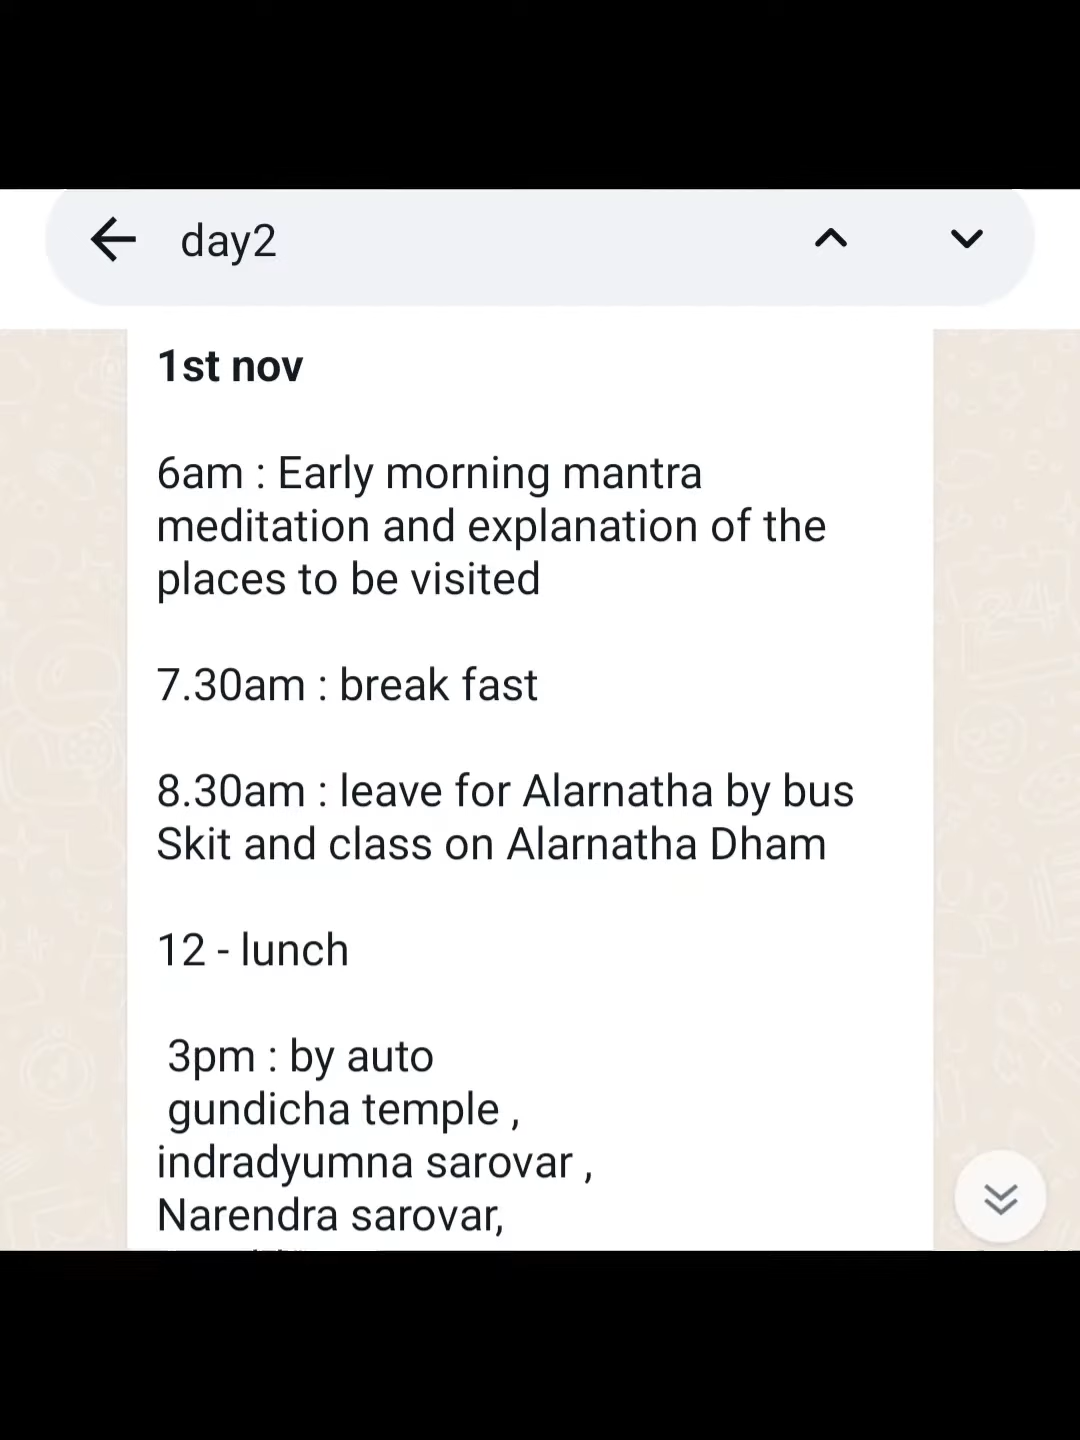 day2
1st nov
6am : Early morning mantra
meditation and explanation of the
places to be visited
7.30am : break fast
8.30am : leave for Alarnatha by bus
Skit and class on Alarnatha Dham
12 - lunch
3pm : by auto
gundicha temple ,
indradyumna sarovar ,
Narendra sarovar,